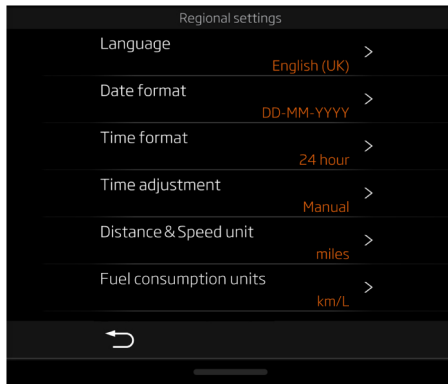 Regional settings
Language
English (UK)
Date format
DD-MM-YYYY
Time format
24 hour
Time adjustment
Manual
Distance & Speed unit
miles
Fuel consumption units
km/L